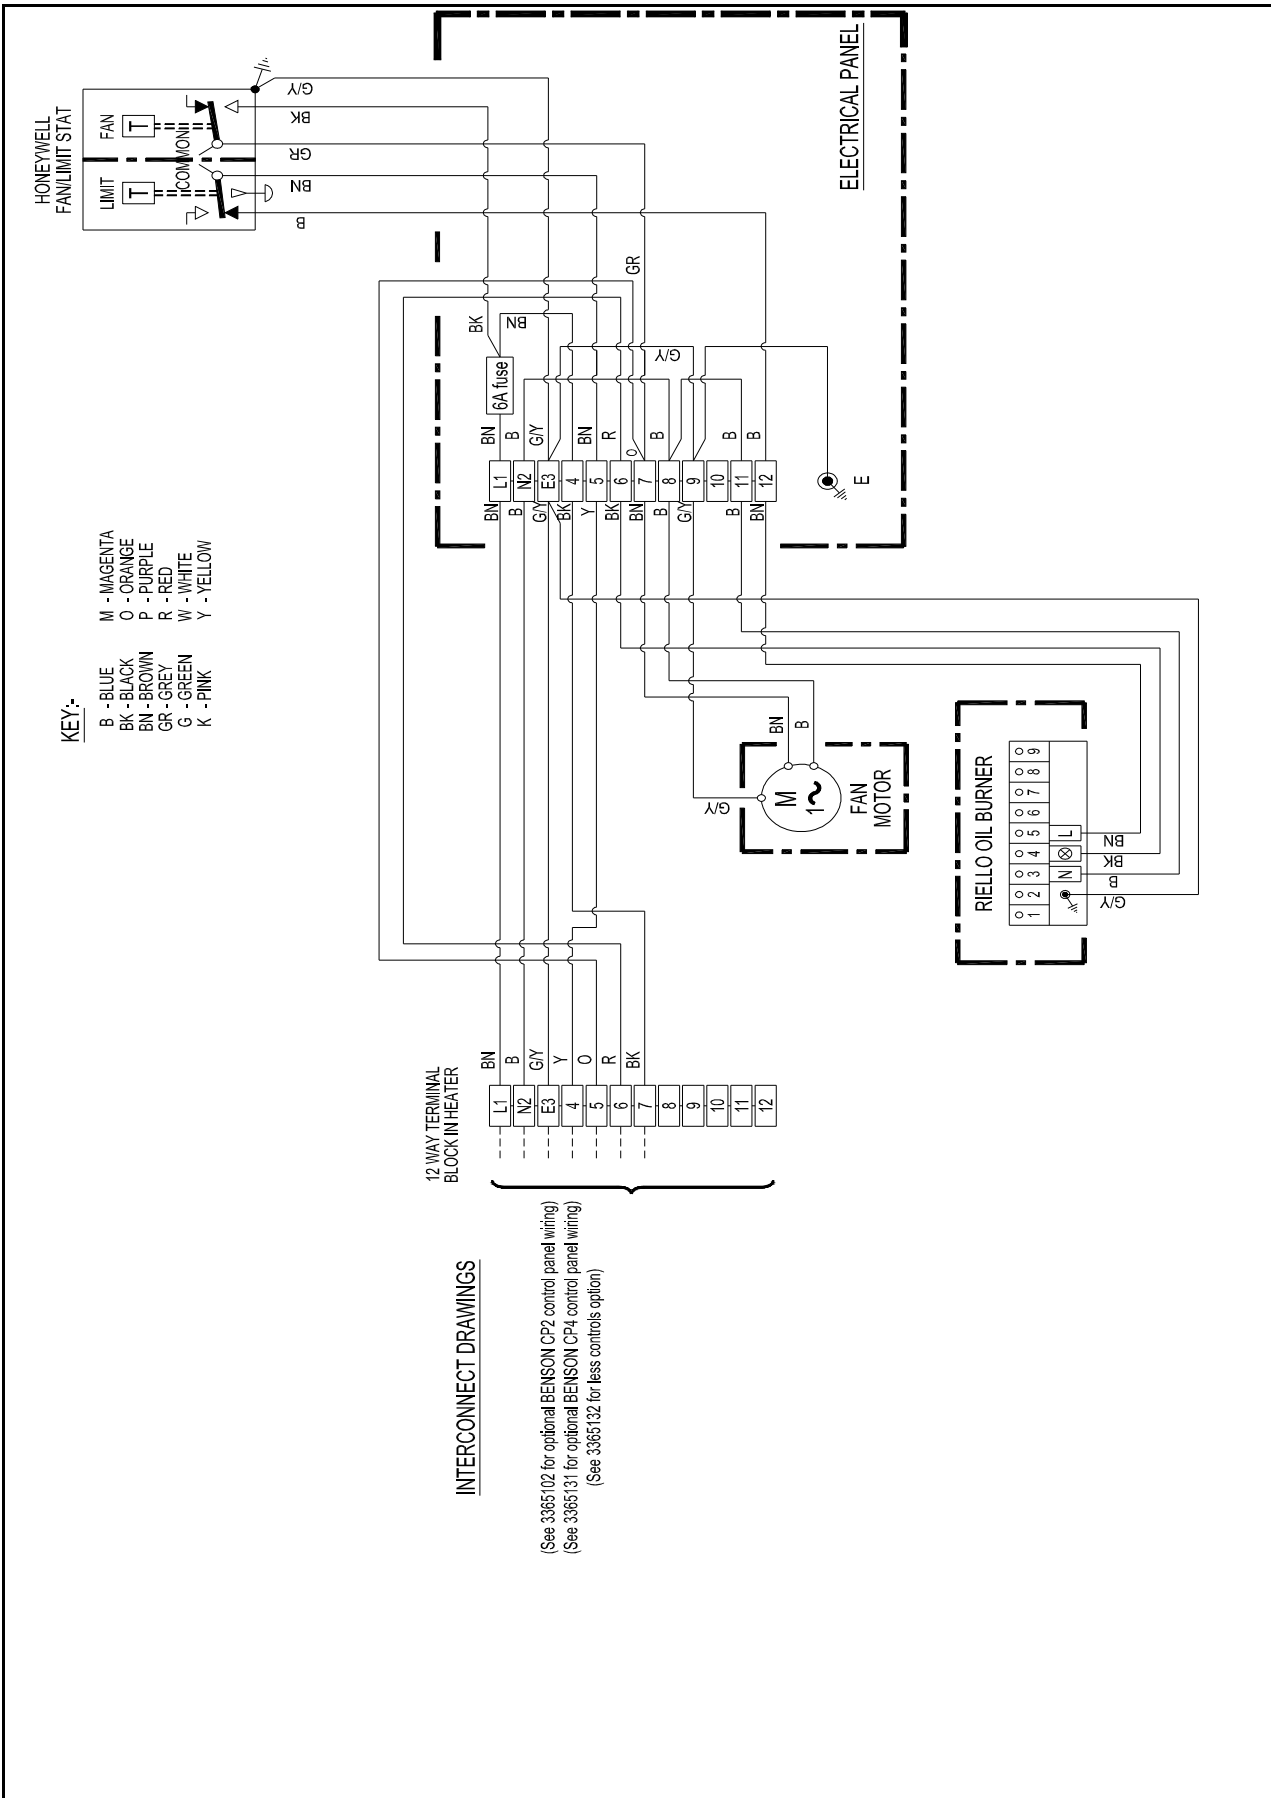 HONEYWELL
FAN/LIMIT STAT
FAN
T
LIMIT
T
COMMON
G/Y
BK
GR
BN
B
ELECTRICAL PANEL
BK
BN
GR
G/Y
6A fuse
BN
B
G/Y
BN
R
O
B
B
B
L1
N2
E3
4
5
6
7
8
9
10
11
12
BN
B
G/Y
BK
Y
BK
BN
B
G/Y
B
BN
E
KEY:-
B - BLUE
BK - BLACK
BN - BROWN
GR - GREY
G - GREEN
K - PINK
M - MAGENTA
O - ORANGE
P - PURPLE
R - RED
W - WHITE
Y - YELLOW
BN
B
G/Y
M
1~
FAN
MOTOR
RIELLO OIL BURNER
1 2 3 4 5 6 7 8 9
N
L
G/Y
B
BK
BN
12 WAY TERMINAL
BLOCK IN HEATER
BN
B
G/Y
Y
O
R
BK
L1
N2
E3
4
5
6
7
8
9
10
11
12
INTERCONNECT DRAWINGS
(See 3365102 for optional BENSON CP2 control panel wiring)
(See 3365131 for optional BENSON CP4 control panel wiring)
(See 3365132 for less controls option)